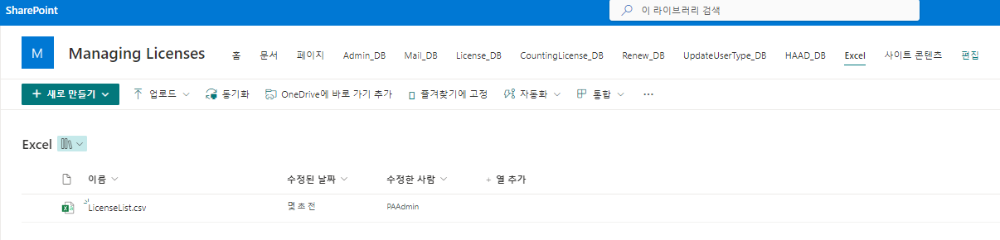 SharePoint
이 라이브러리 검색
M
Managing Licenses
홈 문서 페이지 Admin_DB Mail_DB License_DB CountingLicense_DB Renew_DB UpdateUserType_DB HAAD_DB Excel 사이트 콘텐츠 편집
+ 새로 만들기 업로드 동기화 OneDrive에 바로 가기 추가 즐겨찾기에 고정 자동화 통합 ...
Excel
이름 수정된 날짜 수정한 사람 + 열 추가
LicenseList.csv 몇 초 전 PAAdmin